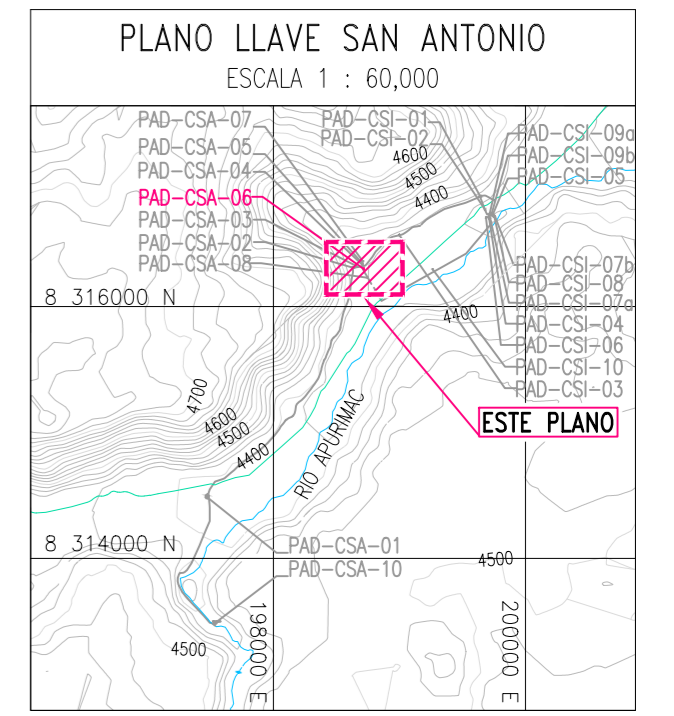 PLANO LLAVE SAN ANTONIO
ESCALA 1 : 60,000
PAD-CSA-07
PAD-CSA-05
PAD-CSA-04
PAD-CSA-06
PAD-CSA-03
PAD-CSA-02
PAD-CSA-08
PAD-CSI-01
PAD-CSI-02
4600
4500
4400
PAD-CSI-09a
PAD-CSI-09b
PAD-CSI-05
PAD-CSI-07b
PAD-CSI-08
PAD-CSI-07a
PAD-CSI-04
PAD-CSI-06
PAD-CSI-10
PAD-CSI-03
8 316000 N
4400
ESTE PLANO
4700
4600
4500
4400
RIO APURIMAC
8 314000 N
PAD-CSA-01
PAD-CSA-10
4500
4500
198000 E
200000 E